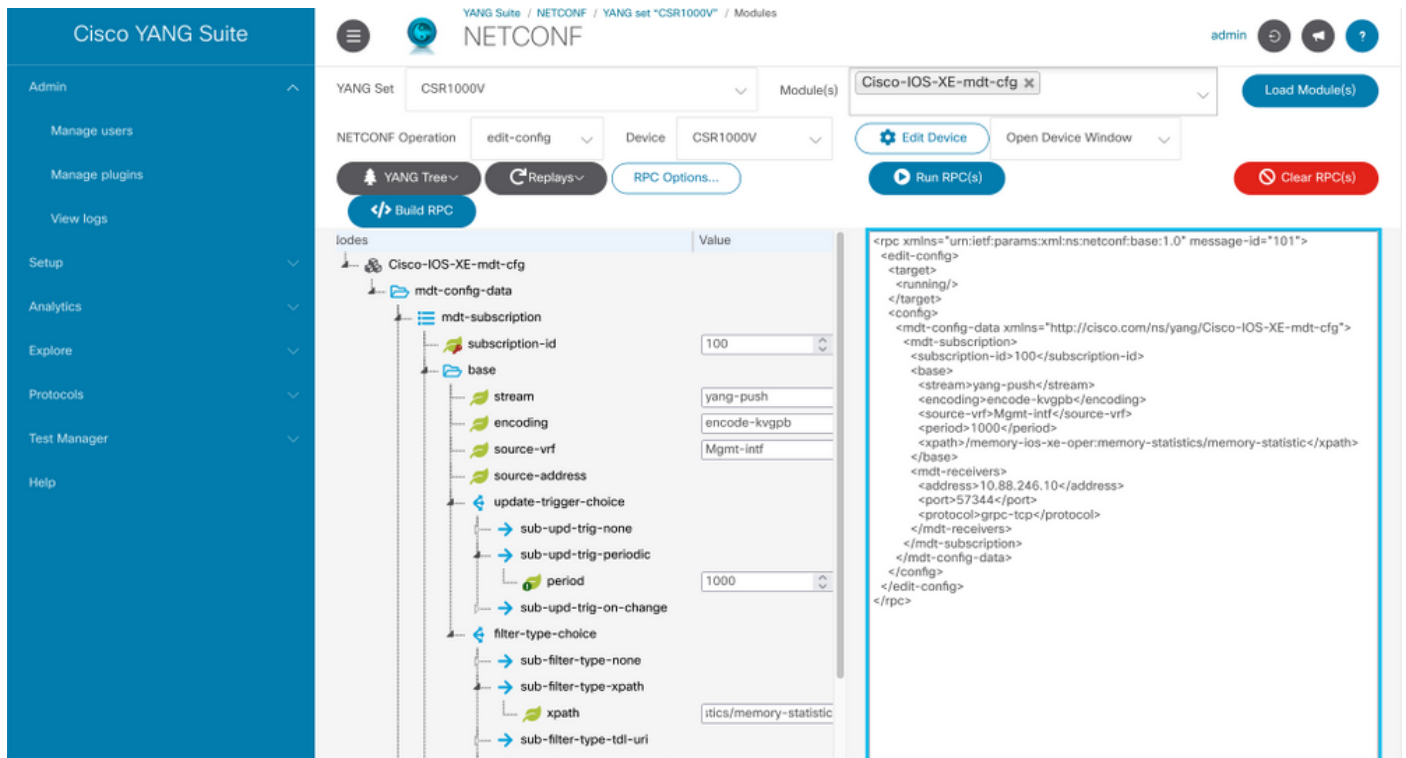 Cisco YANG Suite
Admin
Manage users
Manage plugins
View logs
Setup
Analytics
Explore
Protocols
Test Manager
Help
YANG Suite / NETCONF / YANG set "CSR1000V" / Modules
NETCONF
admin
?
YANG Set CSR1000V Module(s) Cisco-IOS-XE-mdt-cfg Load Module(s)
NETCONF Operation edit-config Device CSR1000V Edit Device Open Device Window
YANG Tree Replays RPC Options... Run RPC(s) Clear RPC(s)
</> Build RPC
lodes Value
Cisco-IOS-XE-mdt-cfg
mdt-config-data
mdt-subscription
subscription-id 100
base
stream yang-push
encoding encode-kvgpb
source-vrf Mgmt-intf
source-address
update-trigger-choice
sub-upd-trig-none
sub-upd-trig-periodic
period 1000
sub-upd-trig-on-change
filter-type-choice
sub-filter-type-none
sub-filter-type-xpath
xpath itics/memory-statistic
sub-filter-type-tdl-uri
<rpc xmlns="urn:ietf:params:xml:ns:netconf:base:1.0" message-id="101">
<edit-config>
<target>
<running/>
</target>
<config>
<mdt-config-data xmlns="http://cisco.com/ns/yang/Cisco-IOS-XE-mdt-cfg">
<mdt-subscription>
<subscription-id>100</subscription-id>
<base>
<stream>yang-push</stream>
<encoding>encode-kvgpb</encoding>
<source-vrf>Mgmt-intf</source-vrf>
<period>1000</period>
<xpath>/memory-ios-xe-oper:memory-statistics/memory-statistic</xpath>
</base>
<mdt-receivers>
<address>10.88.246.10</address>
<port>57344</port>
<protocol>grpc-tcp</protocol>
</mdt-receivers>
</mdt-subscription>
</mdt-config-data>
</config>
</edit-config>
</rpc>